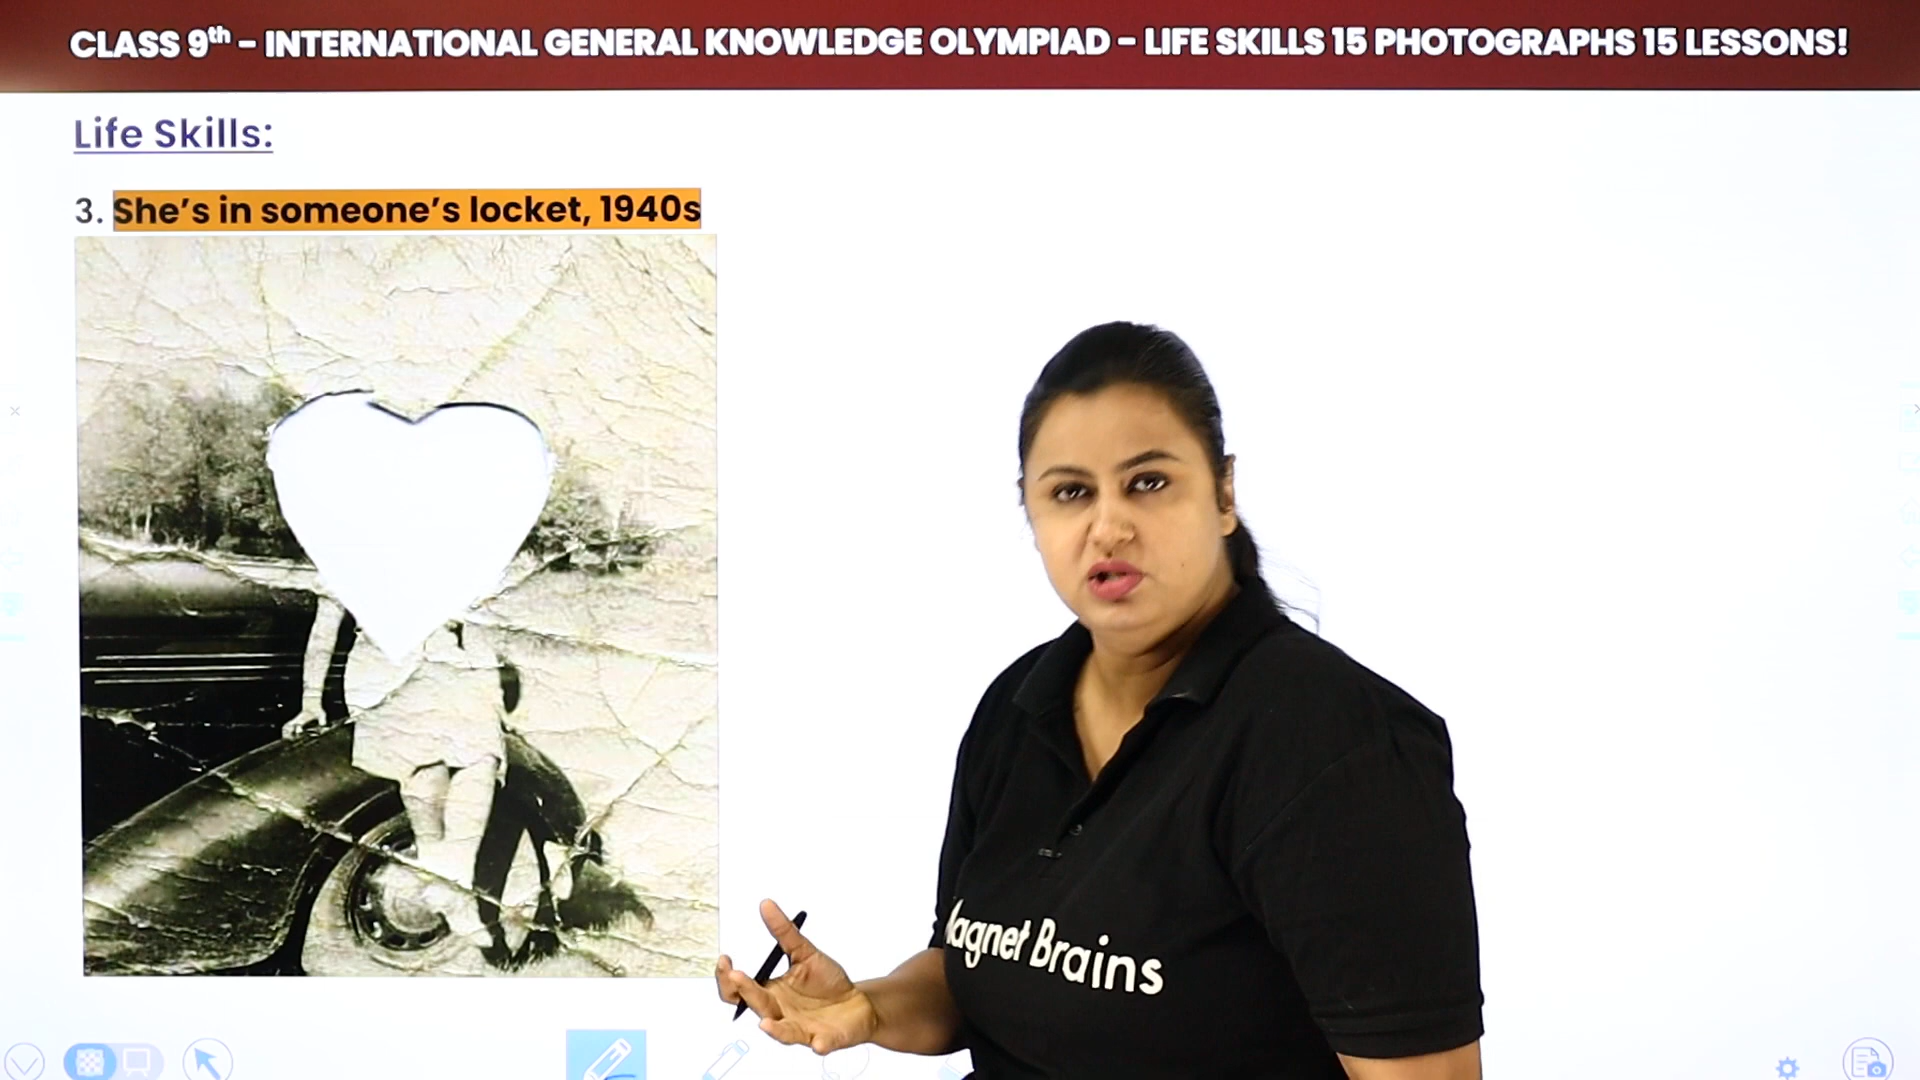 CLASS 9th – INTERNATIONAL GENERAL KNOWLEDGE OLYMPIAD – LIFE SKILLS 15 PHOTOGRAPHS 15 LESSONS!
Life Skills:
3. She's in someone's locket, 1940s
Magnet Brains